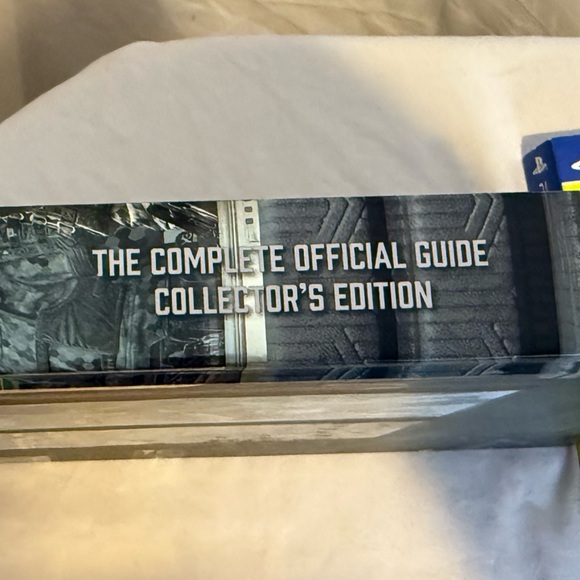 THE COMPLETE OFFICIAL GUIDE
COLLECTOR'S EDITION